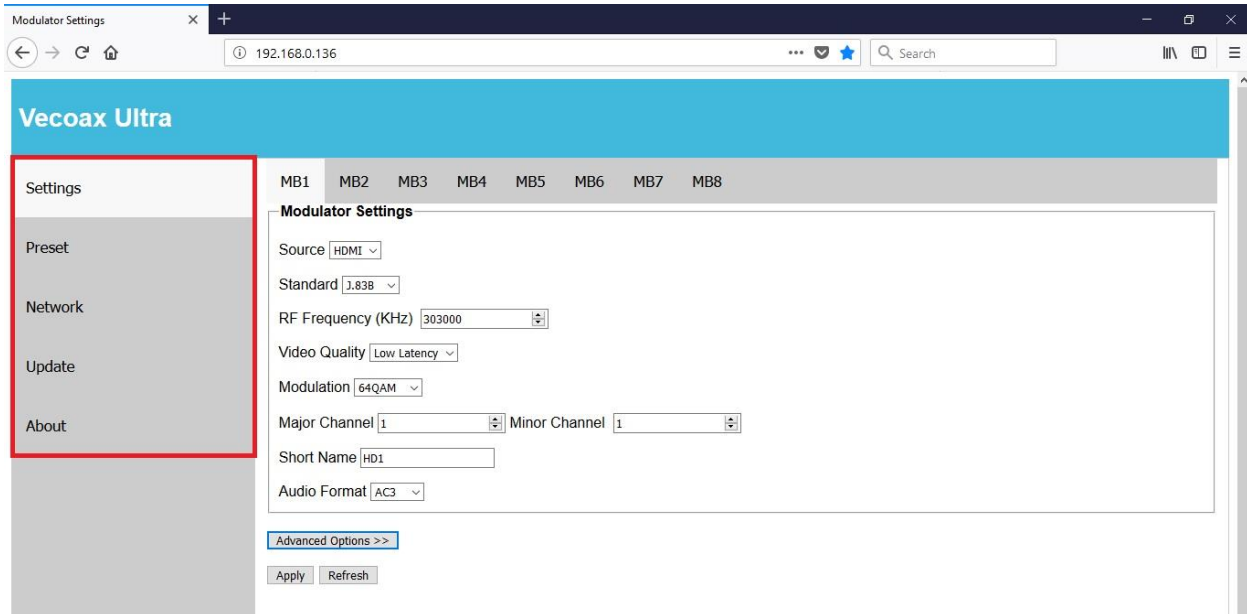 Modulator Settings
192.168.0.136
Search
Vecoax Ultra
Settings
Preset
Network
Update
About
MB1 MB2 MB3 MB4 MB5 MB6 MB7 MB8
Modulator Settings
Source HDMI
Standard J.83B
RF Frequency (KHz) 303000
Video Quality Low Latency
Modulation 64QAM
Major Channel 1 Minor Channel 1
Short Name HD1
Audio Format AC3
Advanced Options >>
Apply Refresh